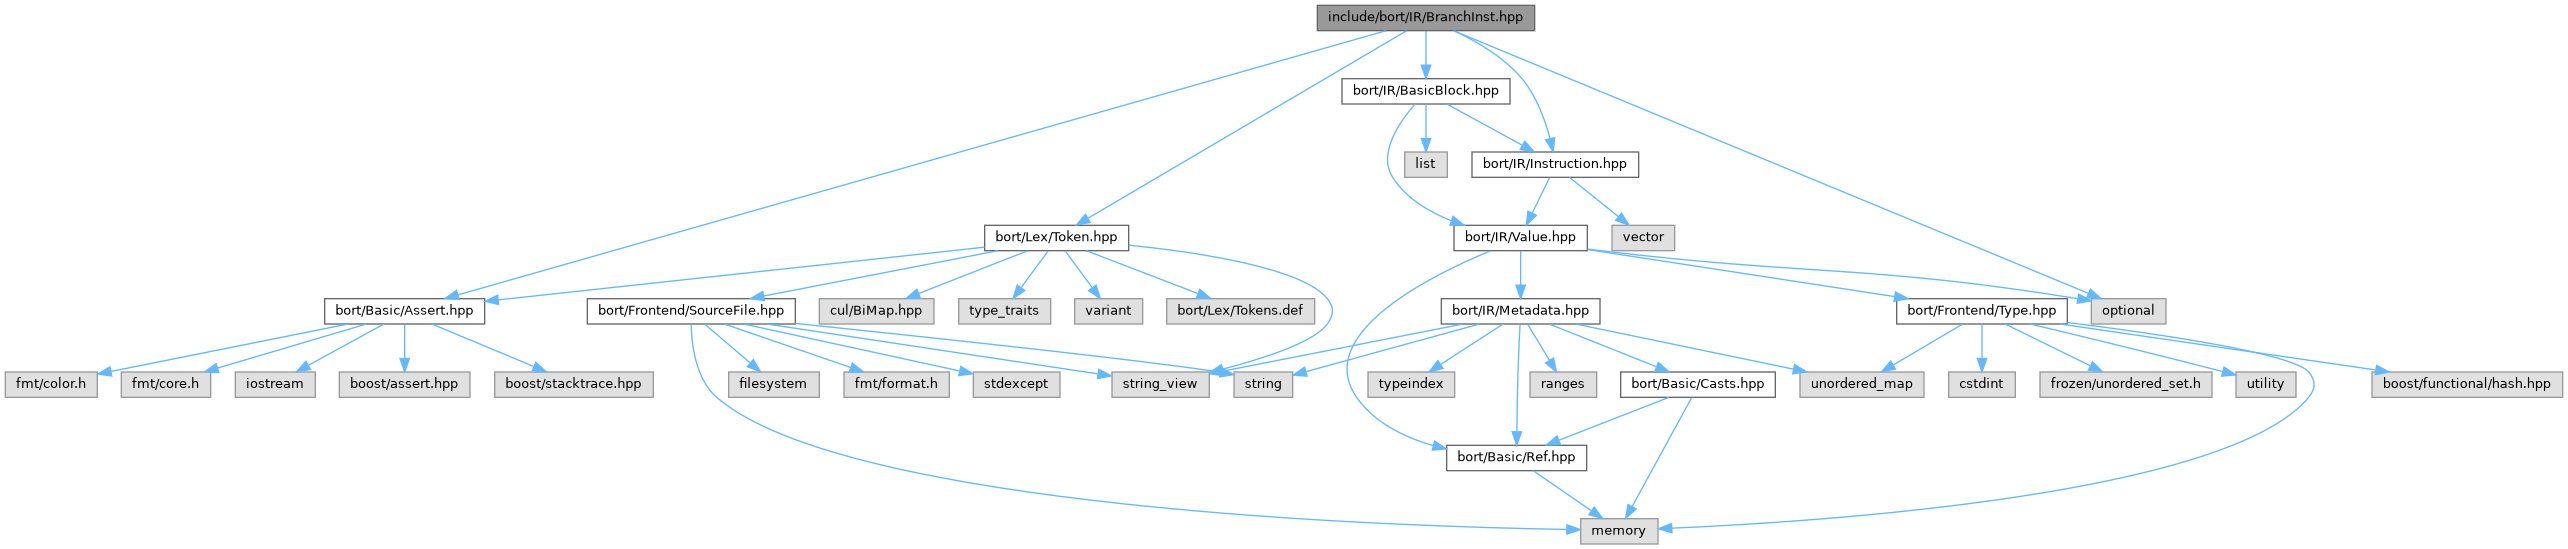 include/bort/IR/BranchInst.hpp
bort/IR/BasicBlock.hpp
list
bort/IR/Instruction.hpp
bort/Lex/Token.hpp
bort/IR/Value.hpp
vector
bort/Basic/Assert.hpp
bort/Frontend/SourceFile.hpp
cul/BiMap.hpp
type_traits
variant
bort/Lex/Tokens.def
bort/IR/Metadata.hpp
bort/Frontend/Type.hpp
optional
fmt/color.h
fmt/core.h
iostream
boost/assert.hpp
boost/stacktrace.hpp
filesystem
fmt/format.h
stdexcept
string_view
string
typeindex
ranges
bort/Basic/Casts.hpp
unordered_map
cstdint
frozen/unordered_set.h
utility
boost/functional/hash.hpp
bort/Basic/Ref.hpp
memory